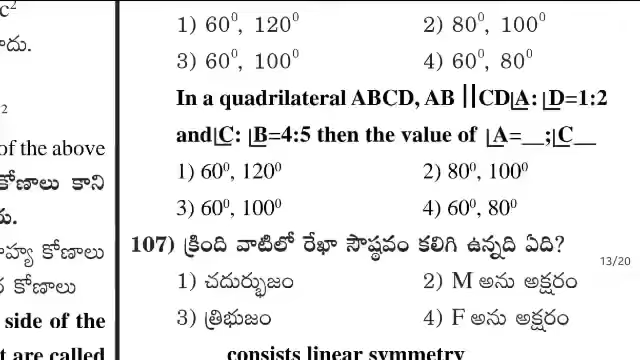 c²
ాదు.
2
of the above
కోణాలు కాని
ు.
హ్య కోణాలు
ర కోణాలు
side of the
t are called
1) 60⁰, 120⁰ 2) 80⁰, 100⁰
3) 60⁰, 100⁰ 4) 60⁰, 80⁰
In a quadrilateral ABCD, AB ||CD|A: |D=1:2
and|C: |B=4:5 then the value of |A=__;|C__
1) 60⁰, 120⁰ 2) 80⁰, 100⁰
3) 60⁰, 100⁰ 4) 60⁰, 80⁰
107) క్రింది వాటిలో రేఖా సౌష్ఠవం కలిగి ఉన్నది ఏది?
13/20
1) చదుర్భుజం 2) M అను అక్షరం
3) త్రిభుజం 4) F అను అక్షరం
consists linear symmetry